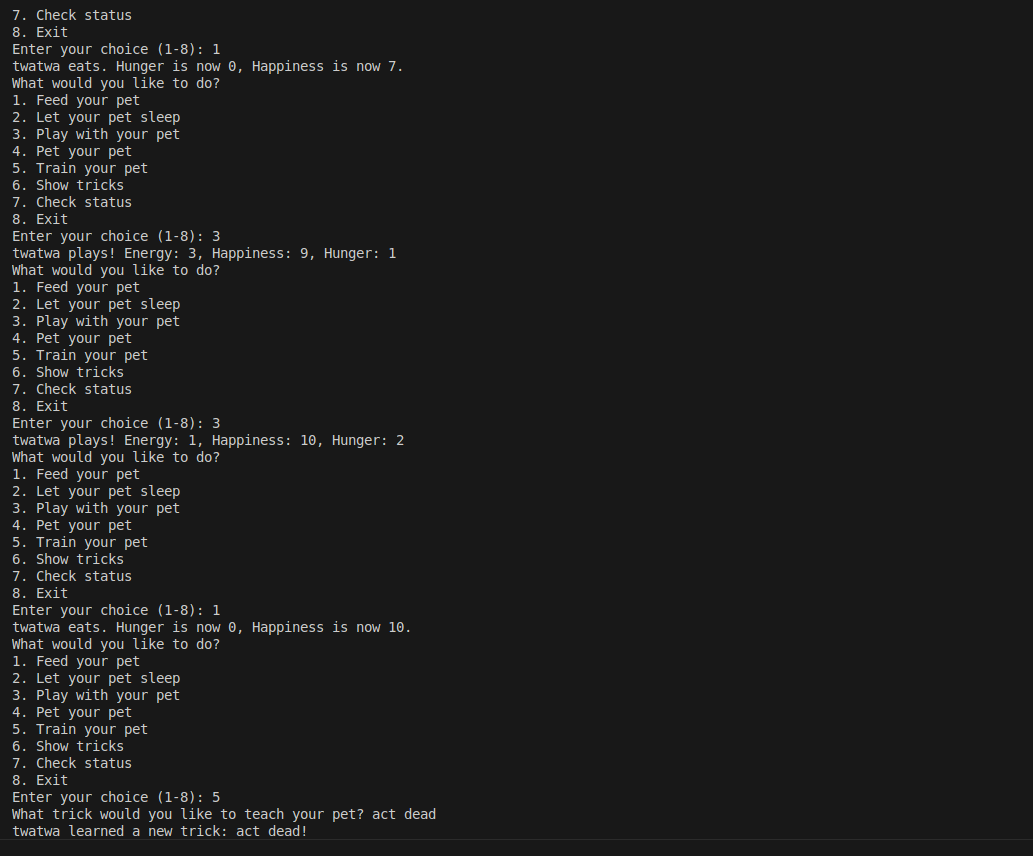 7. Check status
8. Exit
Enter your choice (1-8): 1
twatwa eats. Hunger is now 0, Happiness is now 7.
What would you like to do?
1. Feed your pet
2. Let your pet sleep
3. Play with your pet
4. Pet your pet
5. Train your pet
6. Show tricks
7. Check status
8. Exit
Enter your choice (1-8): 3
twatwa plays! Energy: 3, Happiness: 9, Hunger: 1
What would you like to do?
1. Feed your pet
2. Let your pet sleep
3. Play with your pet
4. Pet your pet
5. Train your pet
6. Show tricks
7. Check status
8. Exit
Enter your choice (1-8): 3
twatwa plays! Energy: 1, Happiness: 10, Hunger: 2
What would you like to do?
1. Feed your pet
2. Let your pet sleep
3. Play with your pet
4. Pet your pet
5. Train your pet
6. Show tricks
7. Check status
8. Exit
Enter your choice (1-8): 1
twatwa eats. Hunger is now 0, Happiness is now 10.
What would you like to do?
1. Feed your pet
2. Let your pet sleep
3. Play with your pet
4. Pet your pet
5. Train your pet
6. Show tricks
7. Check status
8. Exit
Enter your choice (1-8): 5
What trick would you like to teach your pet? act dead
twatwa learned a new trick: act dead!